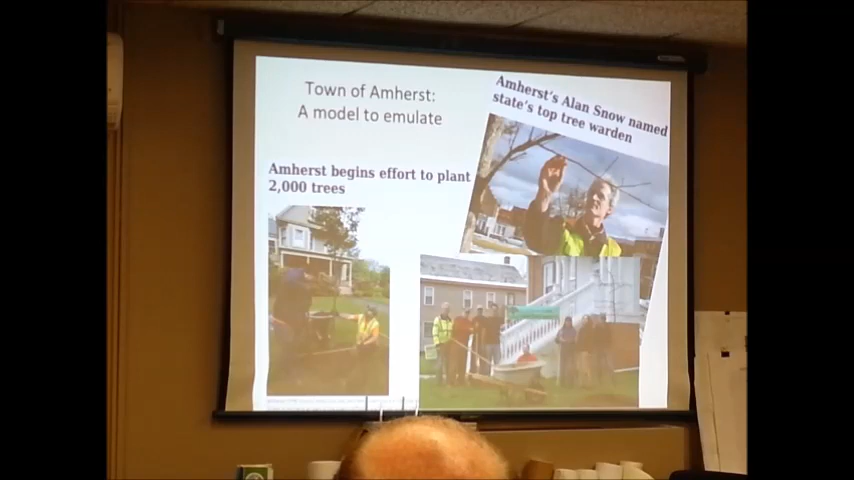 Town of Amherst:
A model to emulate
Amherst's Alan Snow named
state's top tree warden
Amherst begins effort to plant
2,000 trees